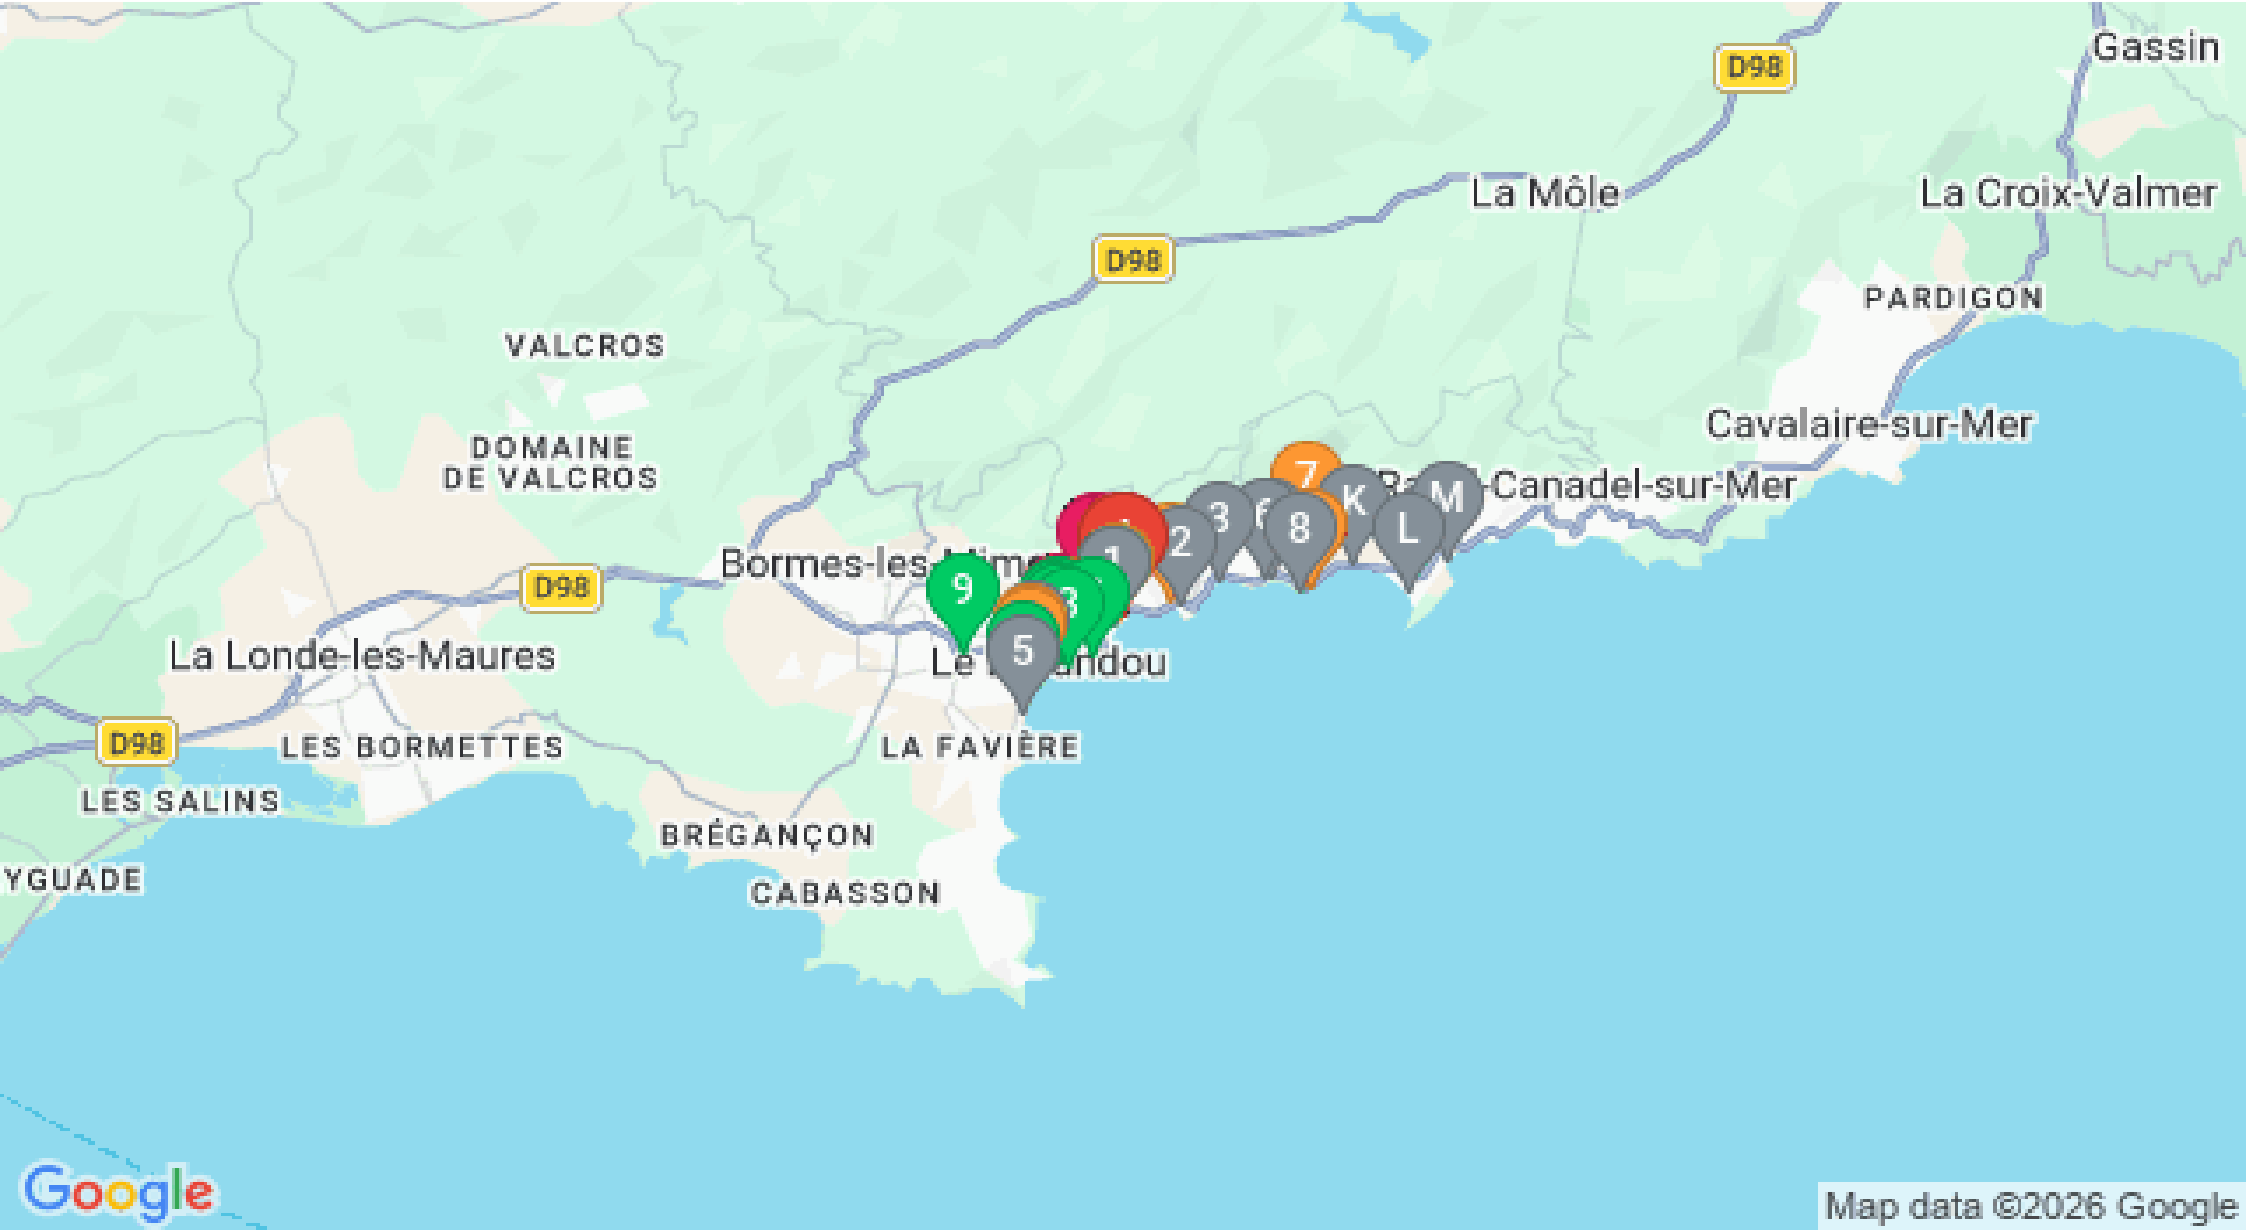 Gassin
D98
La Môle
La Croix-Valmer
D98
PARDIGON
VALCROS
Cavalaire-sur-Mer
DOMAINE
DE VALCROS
7
K
M
-Canadel-sur-Mer
3
8
L
2
1
Bormes-les-
D98
9
3
5
La Londe-les-Maures
Le
D98
LES BORMETTES
LA FAVIÈRE
LES SALINS
BRÉGANÇON
YGUADE
CABASSON
Google
Map data ©2026 Google